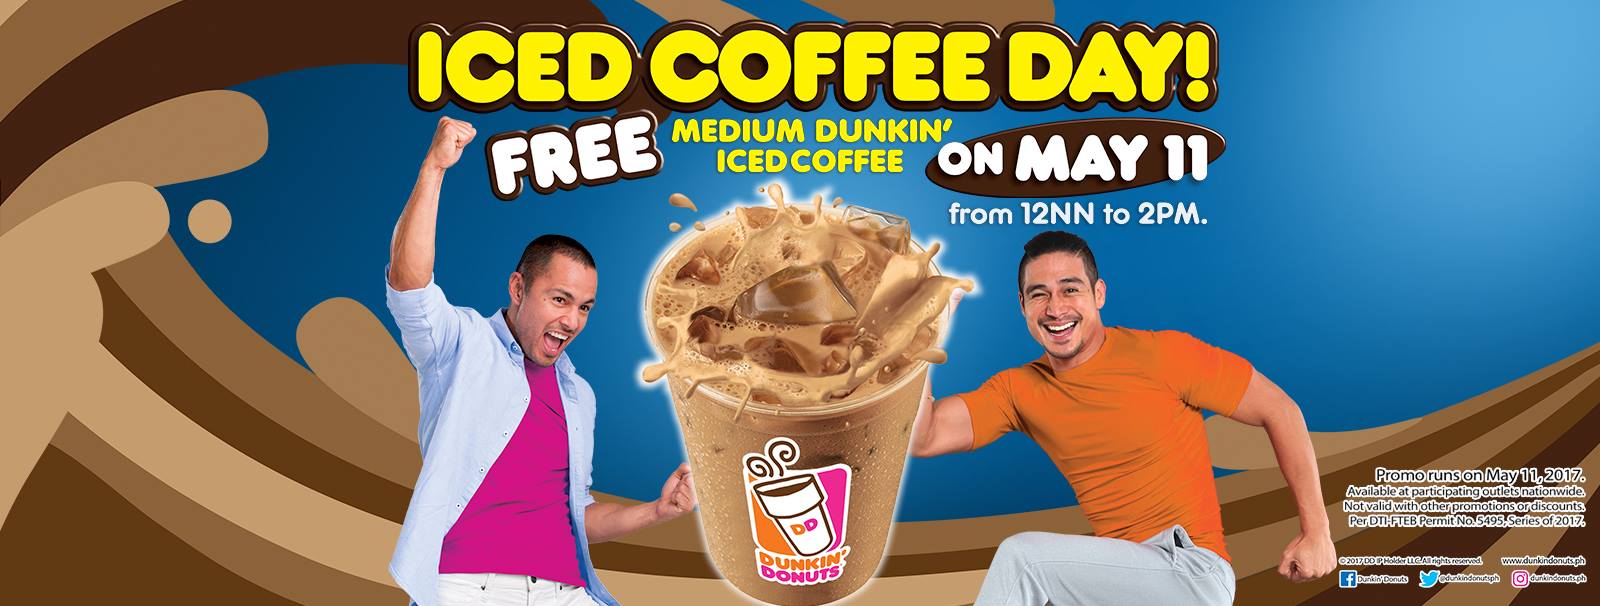 ICED COFFEE DAY!
FREE
MEDIUM DUNKIN'
ICED COFFEE
ON MAY 11
from 12NN to 2PM.
DD
DUNKIN'
DONUTS
Promo runs on May 11, 2017.
Available at participating outlets nationwide.
Not valid with other promotions or discounts.
Per DTI-FTEB Permit No. 5495, Series of 2017.
© 2017 DD IP Holder LLC. All rights reserved. www.dunkindonuts.ph
Dunkin' Donuts @dunkindonutsph dunkindonuts.ph